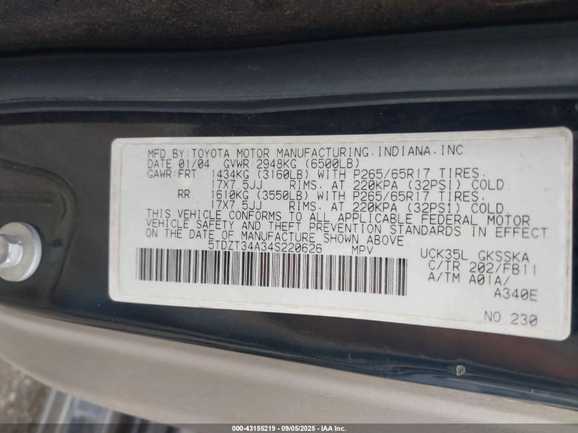 MFD BY:TOYOTA MOTOR MANUFACTURING.INDIANA.INC
DATE 01/04 GVWR 2948KG (6500LB)
GAWR FRT 1434KG (3160LB) WITH P265/65R17 TIRES.
17X7.5JJ RIMS. AT 220KPA (32PSI) COLD
RR 1610KG (3550LB) WITH P265/65R17 TIRES.
17X7.5JJ RIMS. AT 220KPA (32PSI) COLD
THIS VEHICLE CONFORMS TO ALL APPLICABLE FEDERAL MOTOR
VEHICLE SAFETY AND THEFT PREVENTION STANDARDS IN EFFECT
ON THE DATE OF MANUFACTURE SHOWN ABOVE
5TDZT34A34S220626 MPV
UCK35L GKSSKA
C/TR 202/FB11
A/TM A01A/
A340E
NO 230
000-43155219 - 09/05/2025 - IAA Inc.